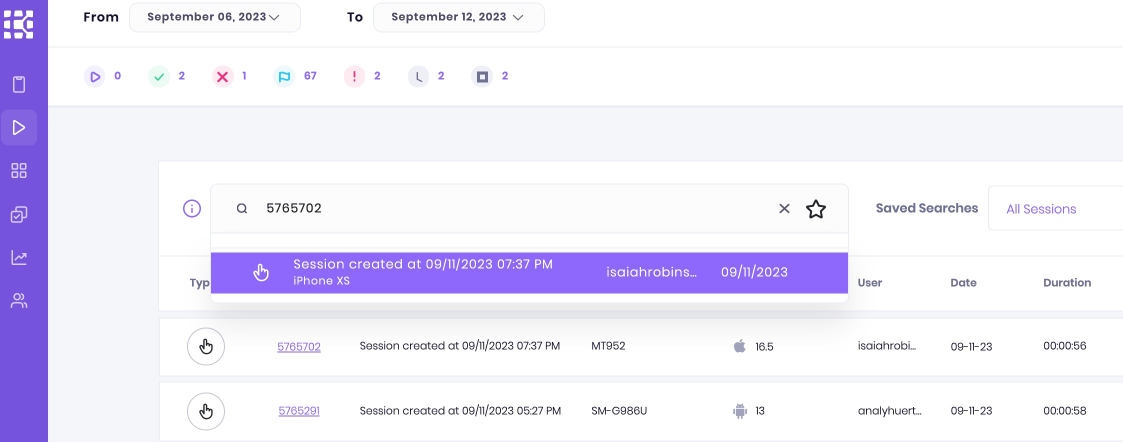 From September 06, 2023 To September 12, 2023
0 2 1 67 2 2 2
5765702 Saved Searches All Sessions
Session created at 09/11/2023 07:37 PM isaiahrobins... 09/11/2023
iPhone XS
Typ User Date Duration
5765702 Session created at 09/11/2023 07:37 PM MT952 16.5 isaiahrobi... 09-11-23 00:00:56
5765291 Session created at 09/11/2023 05:27 PM SM-G986U 13 analyhuert... 09-11-23 00:00:58